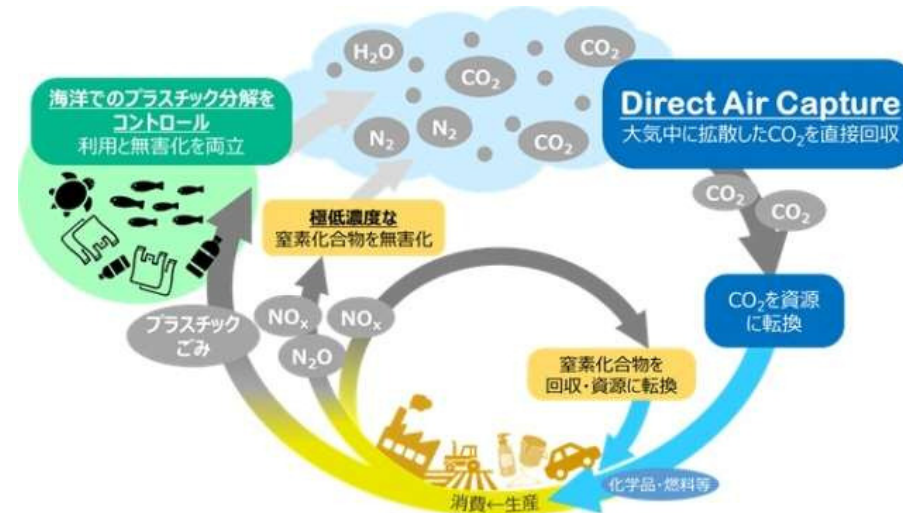 H₂O
CO₂
CO₂
N₂
N₂
CO₂
海洋でのプラスチック分解を
コントロール
利用と無害化を両立
Direct Air Capture
大気中に拡散したCO₂を直接回収
CO₂
CO₂
極低濃度な
窒素化合物を無害化
CO₂を資源
に転換
プラスチック
ごみ
NOₓ
NOₓ
N₂O
窒素化合物を
回収・資源に転換
化学品・燃料等
消費←生産